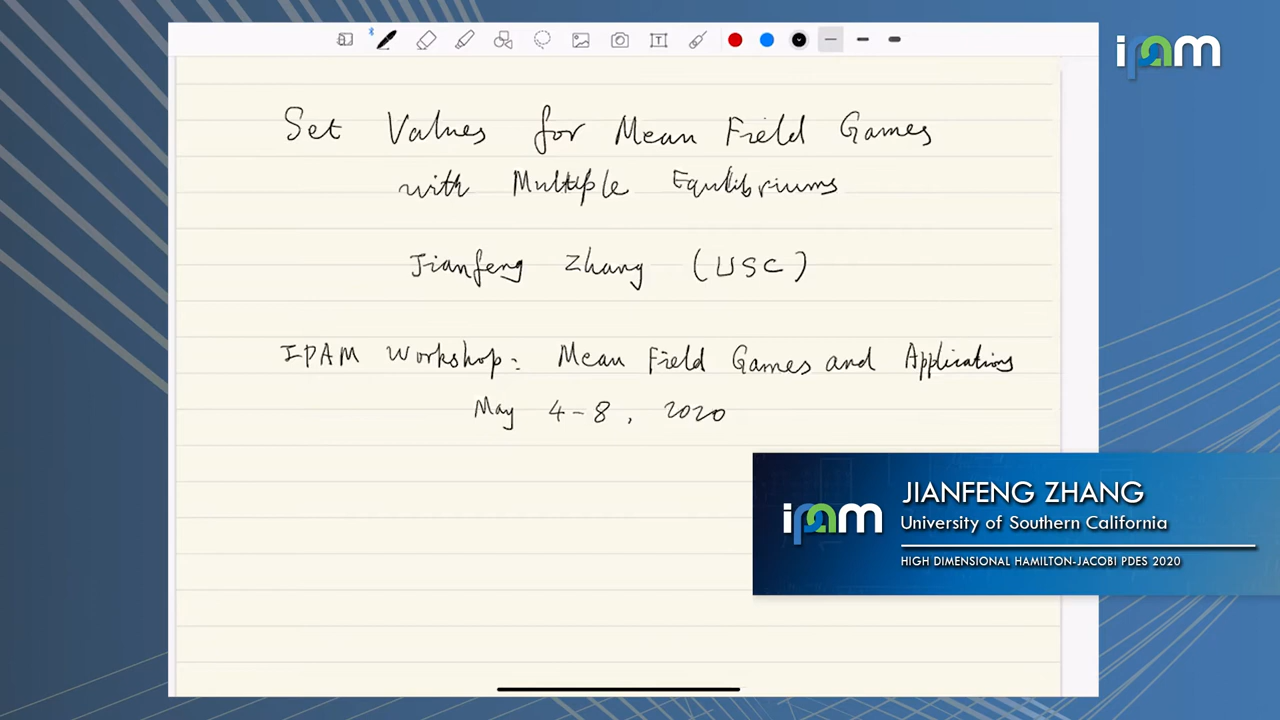 ipam
Set Values for Mean Field Games
with Multiple Equlibriums
Jianfeng Zhang (USC)
IPAM Workshop: Mean Field Games and Applications
May 4-8, 2020
ipam
JIANFENG ZHANG
University of Southern California
HIGH DIMENSIONAL HAMILTON-JACOBI PDES 2020